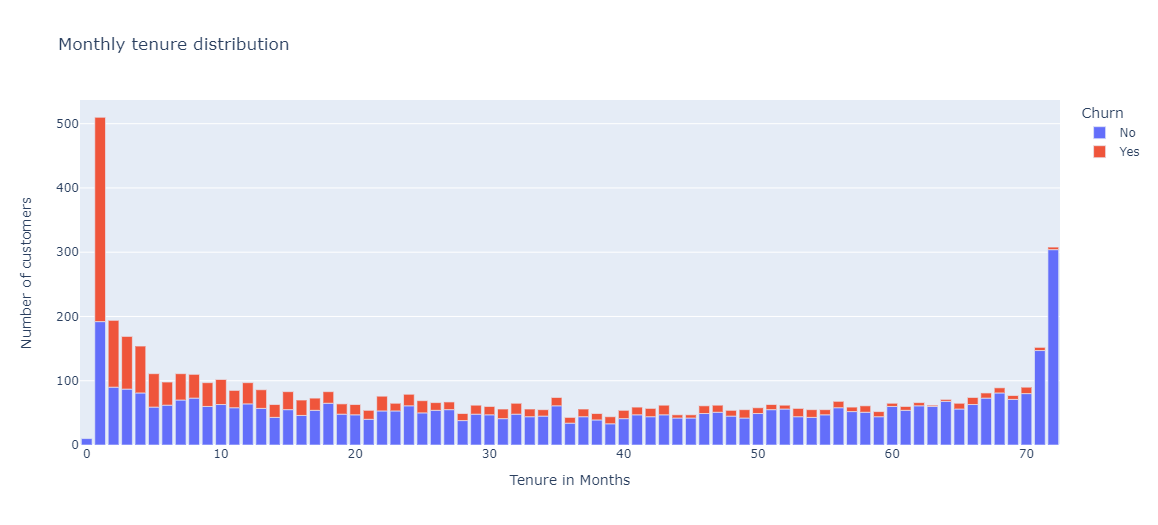 Monthly tenure distribution
Churn
No
Yes
500
400
300
200
100
0
Number of customers
0 10 20 30 40 50 60 70
Tenure in Months